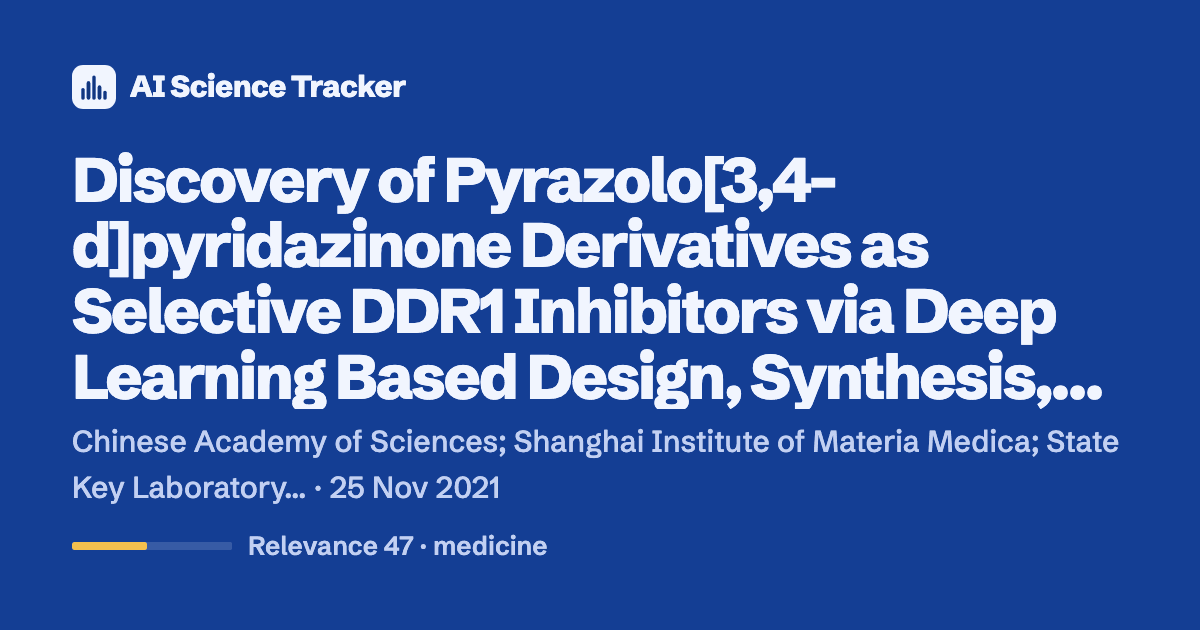 AI Science Tracker
Discovery of Pyrazolo[3,4-
d]pyridazinone Derivatives as
Selective DDR1 Inhibitors via Deep
Learning Based Design, Synthesis,...
Chinese Academy of Sciences; Shanghai Institute of Materia Medica; State
Key Laboratory... · 25 Nov 2021
Relevance 47 · medicine